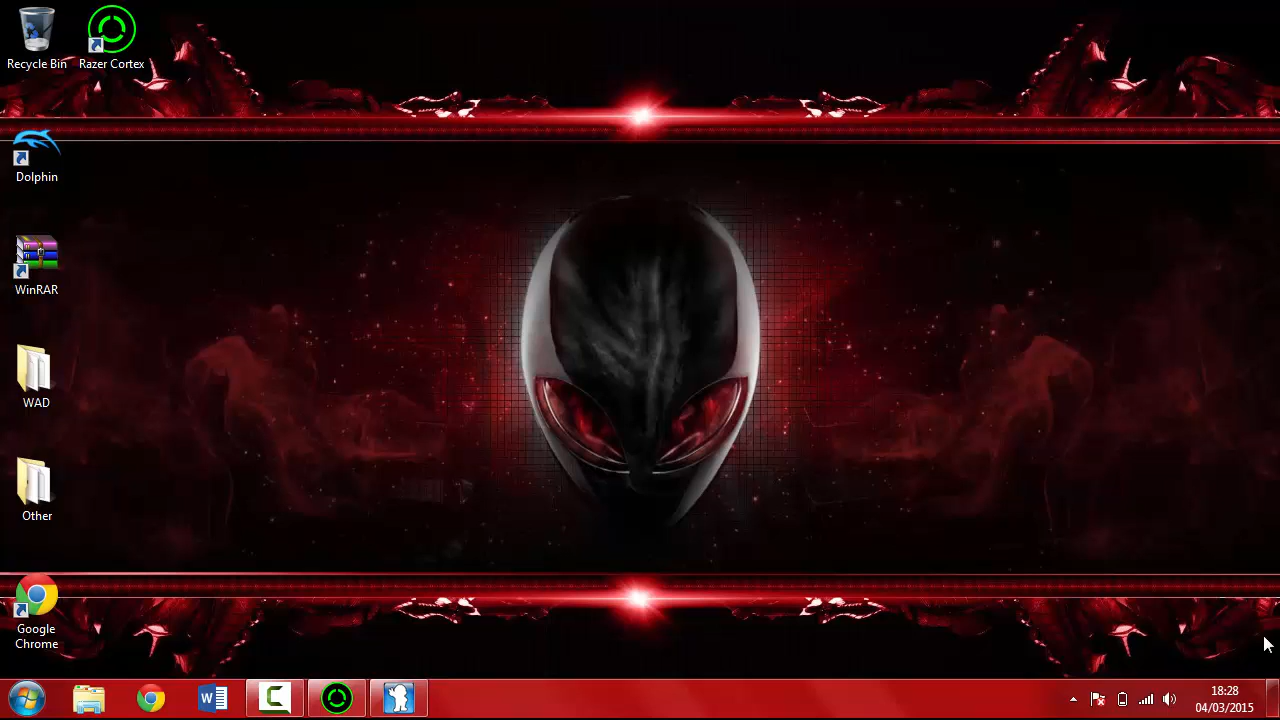 Recycle Bin
Razer Cortex
Dolphin
WinRAR
WAD
Other
Google
Chrome
18:28
04/03/2015